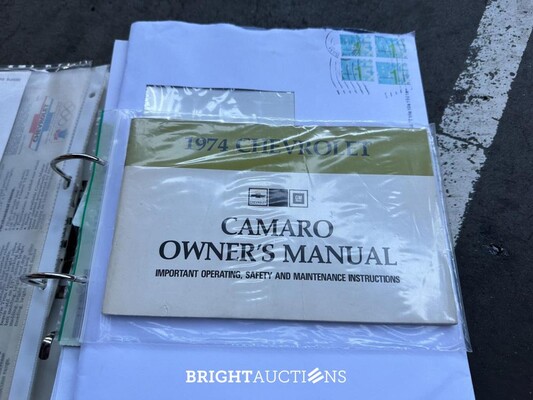 1974 CHEVROLET
CAMARO
OWNER'S MANUAL
IMPORTANT OPERATING, SAFETY AND MAINTENANCE INSTRUCTIONS
BRIGHTAUCTIONS